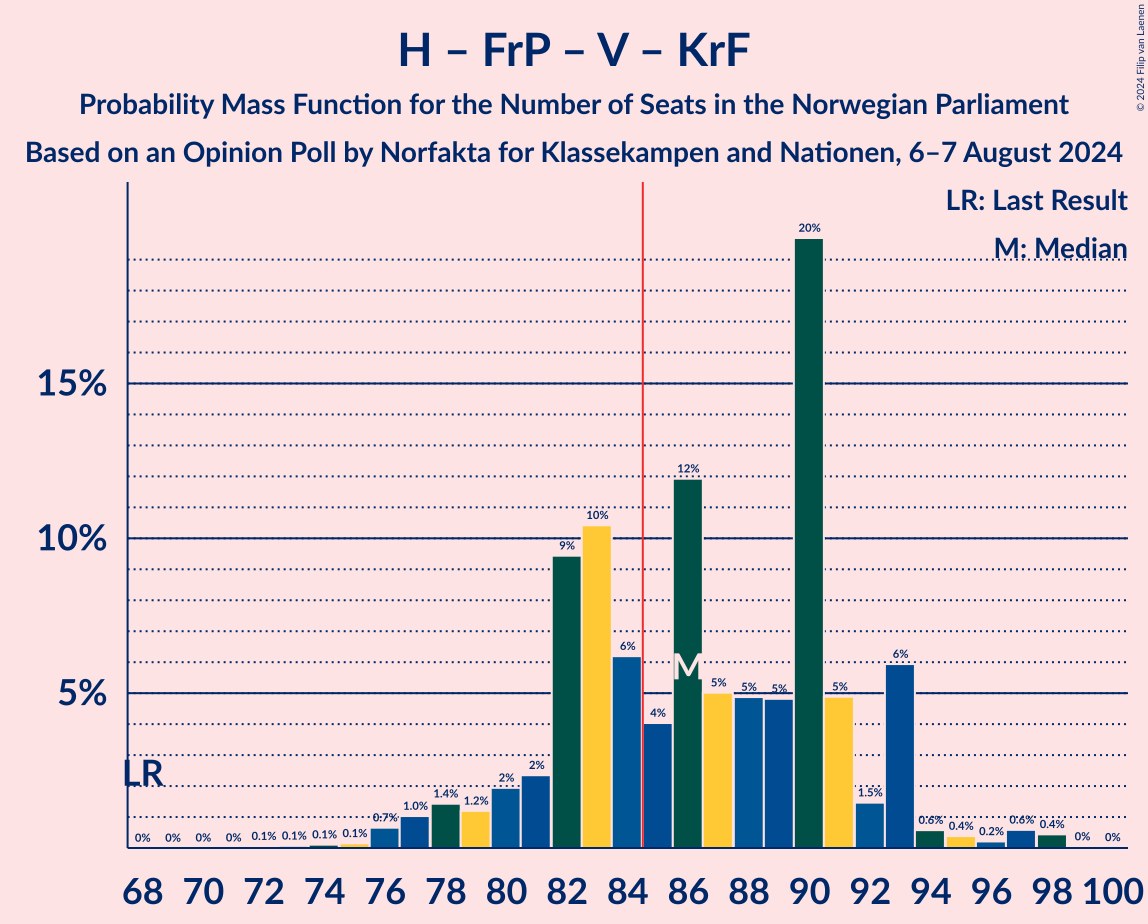 H – FrP – V – KrF
Probability Mass Function for the Number of Seats in the Norwegian Parliament
Based on an Opinion Poll by Norfakta for Klassekampen and Nationen, 6–7 August 2024
© 2024 Filip van Laenen
LR: Last Result
M: Median
15%
10%
5%
LR
M
0% 0% 0% 0% 0.1% 0.1% 0.1% 0.1% 0.7% 1.0% 1.4% 1.2% 2% 2% 9% 10% 6% 4% 12% 5% 5% 5% 20% 5% 1.5% 6% 0.6% 0.4% 0.2% 0.6% 0.4% 0% 0%
68 70 72 74 76 78 80 82 84 86 88 90 92 94 96 98 100